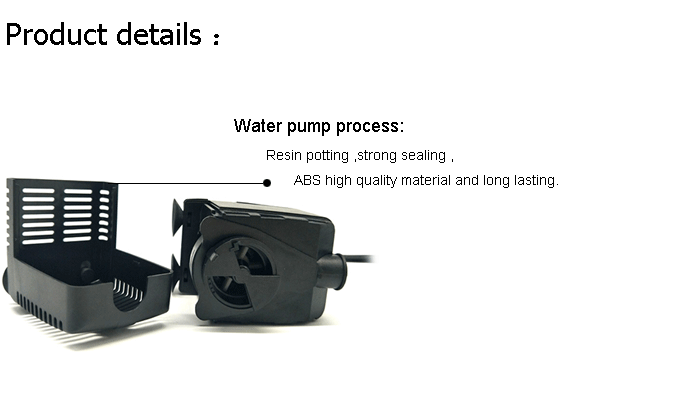 Product details :
Water pump process:
Resin potting ,strong sealing ,
ABS high quality material and long lasting.